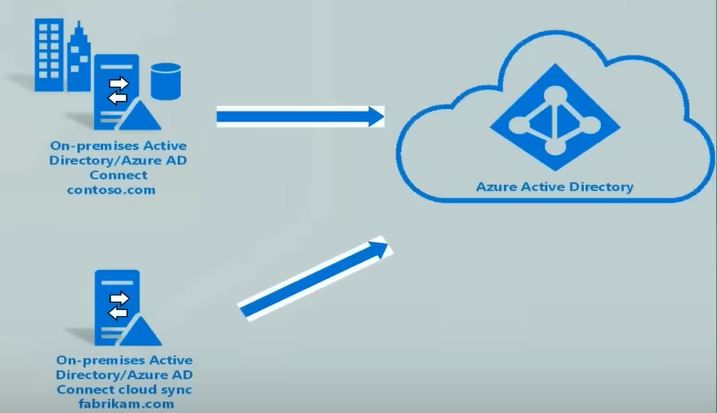 On-premises Active
Directory/Azure AD
Connect
contoso.com
Azure Active Directory
On-premises Active
Directory/Azure AD
Connect cloud sync
fabrikam.com